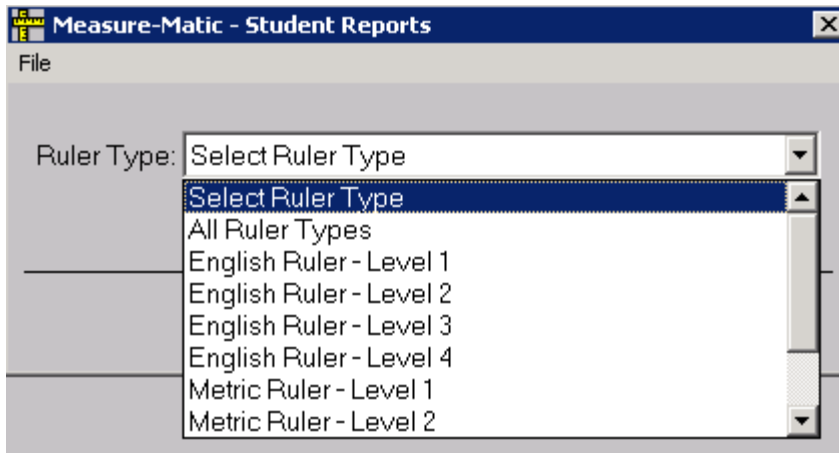 Measure-Matic - Student Reports
File
Ruler Type: Select Ruler Type
Select Ruler Type
All Ruler Types
English Ruler - Level 1
English Ruler - Level 2
English Ruler - Level 3
English Ruler - Level 4
Metric Ruler - Level 1
Metric Ruler - Level 2